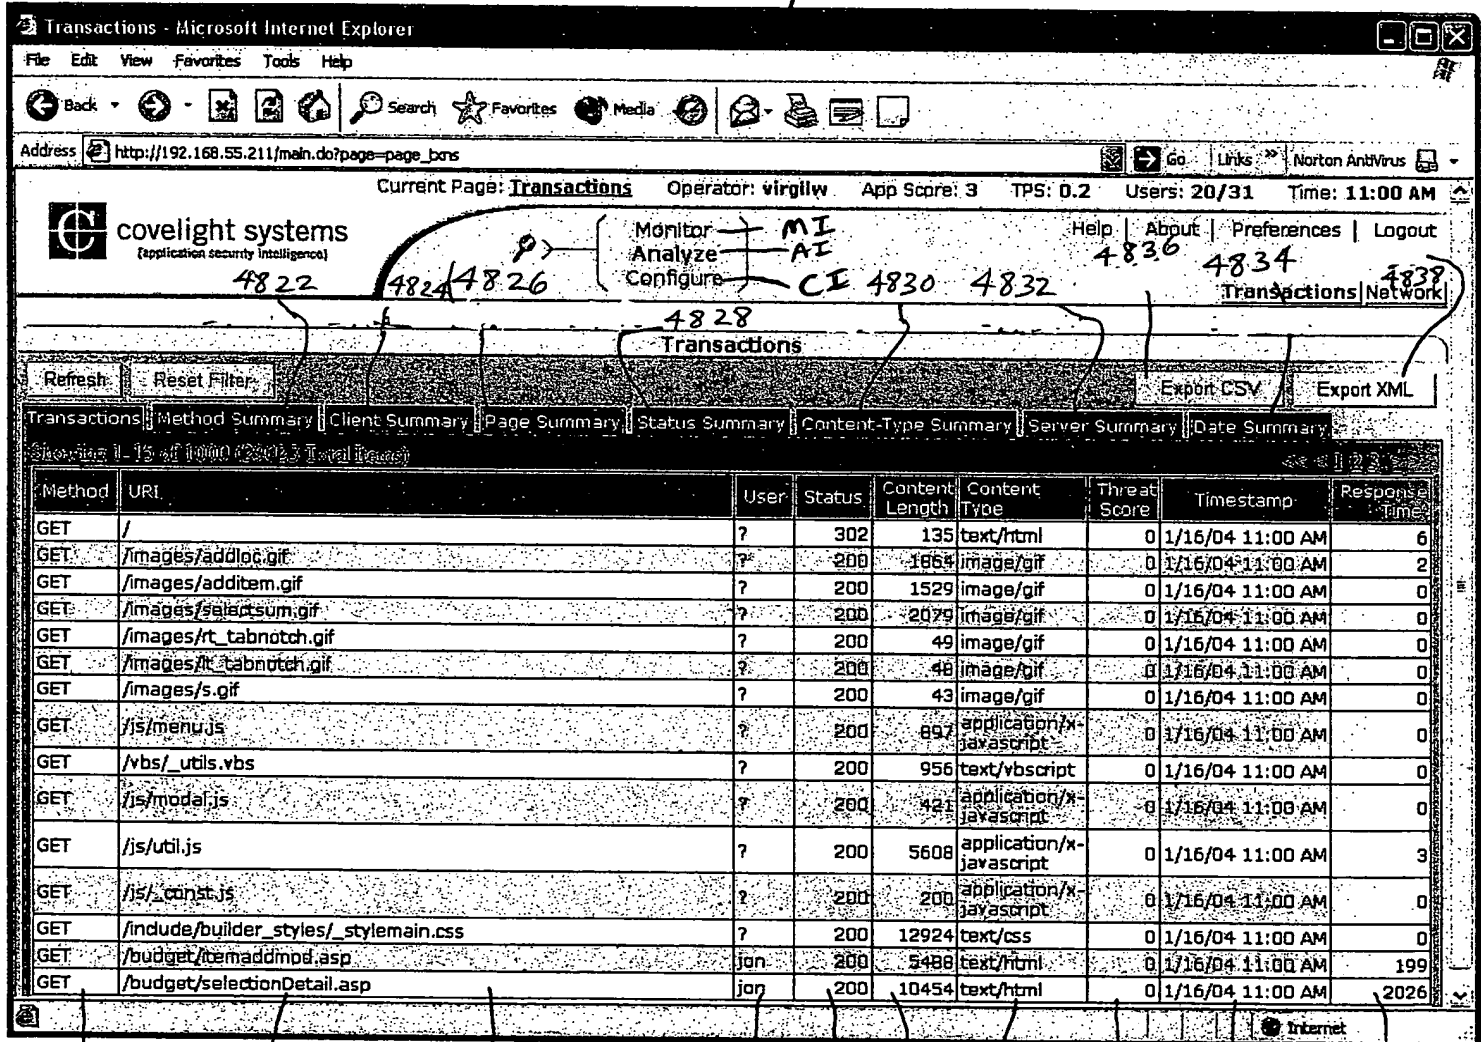 Transactions - Microsoft Internet Explorer
File Edit View Favorites Tools Help
Back Search Favorites Media
Address http://192.168.55.211/main.do?page=page_txns Go Links » Norton AntiVirus
Current Page: Transactions Operator: virgilw App Score: 3 TPS: 0.2 Users: 20/31 Time: 11:00 AM
covelight systems
[application security intelligence]
Monitor MI
Analyze AI
Configure CI
Help | About | Preferences | Logout
4822 4824 4826 4830 4832 4836 4834 4838
Transactions | Network
4828
Transactions
Refresh Reset Filter Export CSV Export XML
Transactions Method Summary Client Summary Page Summary Status Summary Content-Type Summary Server Summary Date Summary
Showing 1-15 of 1000 Total Items) 1 2 3
Method URI User Status Content Length Content Type Threat Score Timestamp Response Time
GET / ? 302 135 text/html 0 1/16/04 11:00 AM 6
GET /images/addloc.gif ? 200 1864 image/gif 0 1/16/04 11:00 AM 2
GET /images/additem.gif ? 200 1529 image/gif 0 1/16/04 11:00 AM 0
GET /images/selectsum.gif ? 200 2079 image/gif 0 1/16/04 11:00 AM 0
GET /images/rt_tabnotch.gif ? 200 49 image/gif 0 1/16/04 11:00 AM 0
GET /images/lt_tabnotch.gif ? 200 48 image/gif 0 1/16/04 11:00 AM 0
GET /images/s.gif ? 200 43 image/gif 0 1/16/04 11:00 AM 0
GET /js/menu.js ? 200 897 application/x-javascript 0 1/16/04 11:00 AM 0
GET /vbs/_utils.vbs ? 200 956 text/vbscript 0 1/16/04 11:00 AM 0
GET /js/modal.js ? 200 421 application/x-javascript 0 1/16/04 11:00 AM 0
GET /js/util.js ? 200 5608 application/x-javascript 0 1/16/04 11:00 AM 3
GET /js/_const.js ? 200 200 application/x-javascript 0 1/16/04 11:00 AM 0
GET /include/builder_styles/_stylemain.css ? 200 12924 text/css 0 1/16/04 11:00 AM 0
GET /budget/itemaddmod.asp jon 200 5488 text/html 0 1/16/04 11:00 AM 199
GET /budget/selectionDetail.asp jon 200 10454 text/html 0 1/16/04 11:00 AM 2026
Internet